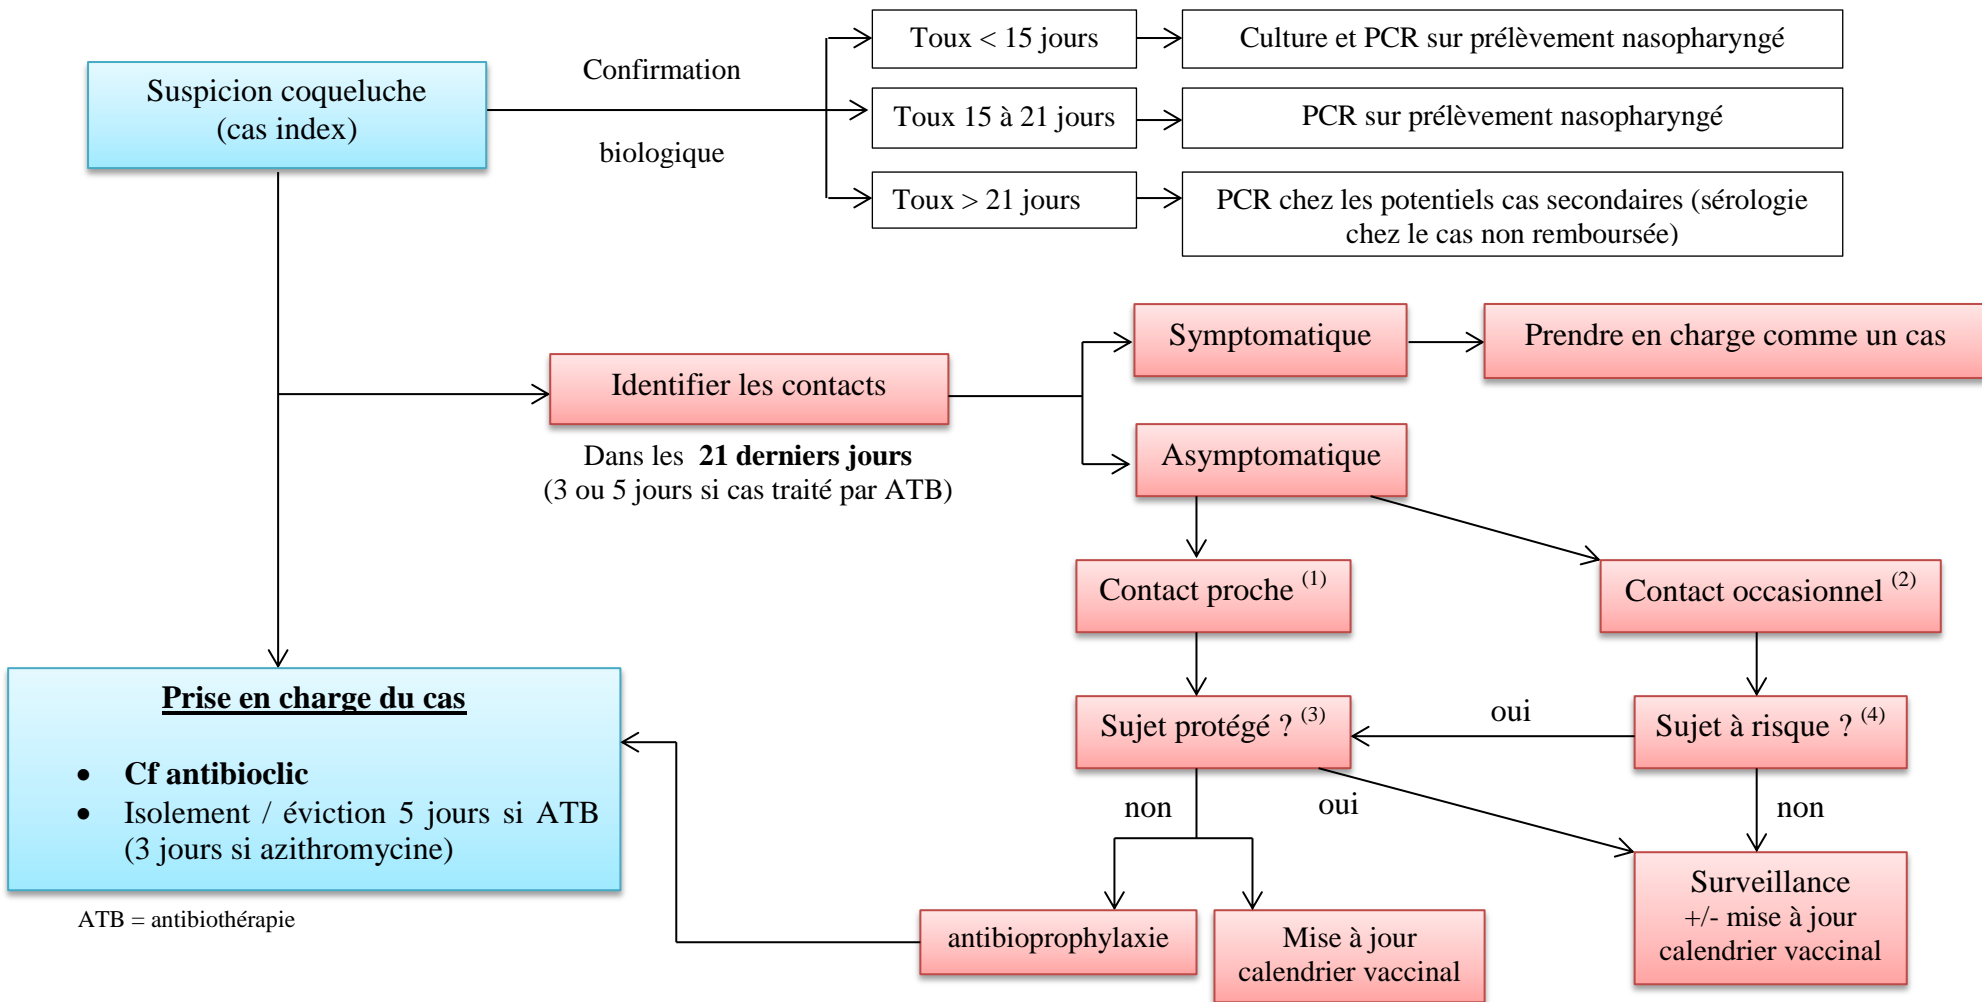 Toux < 15 jours
Culture et PCR sur prélèvement nasopharyngé
Suspicion coqueluche
(cas index)
Confirmation
biologique
Toux 15 à 21 jours
PCR sur prélèvement nasopharyngé
Toux > 21 jours
PCR chez les potentiels cas secondaires (sérologie
chez le cas non remboursée)
Symptomatique
Prendre en charge comme un cas
Identifier les contacts
Dans les 21 derniers jours
(3 ou 5 jours si cas traité par ATB)
Asymptomatique
Contact proche (1)
Contact occasionnel (2)
Sujet protégé ? (3)
oui
Sujet à risque ? (4)
non
oui
non
Prise en charge du cas
• Cf antibioclic
• Isolement / éviction 5 jours si ATB
(3 jours si azithromycine)
ATB = antibiothérapie
antibioprophylaxie
Mise à jour
calendrier vaccinal
Surveillance
+/- mise à jour
calendrier vaccinal